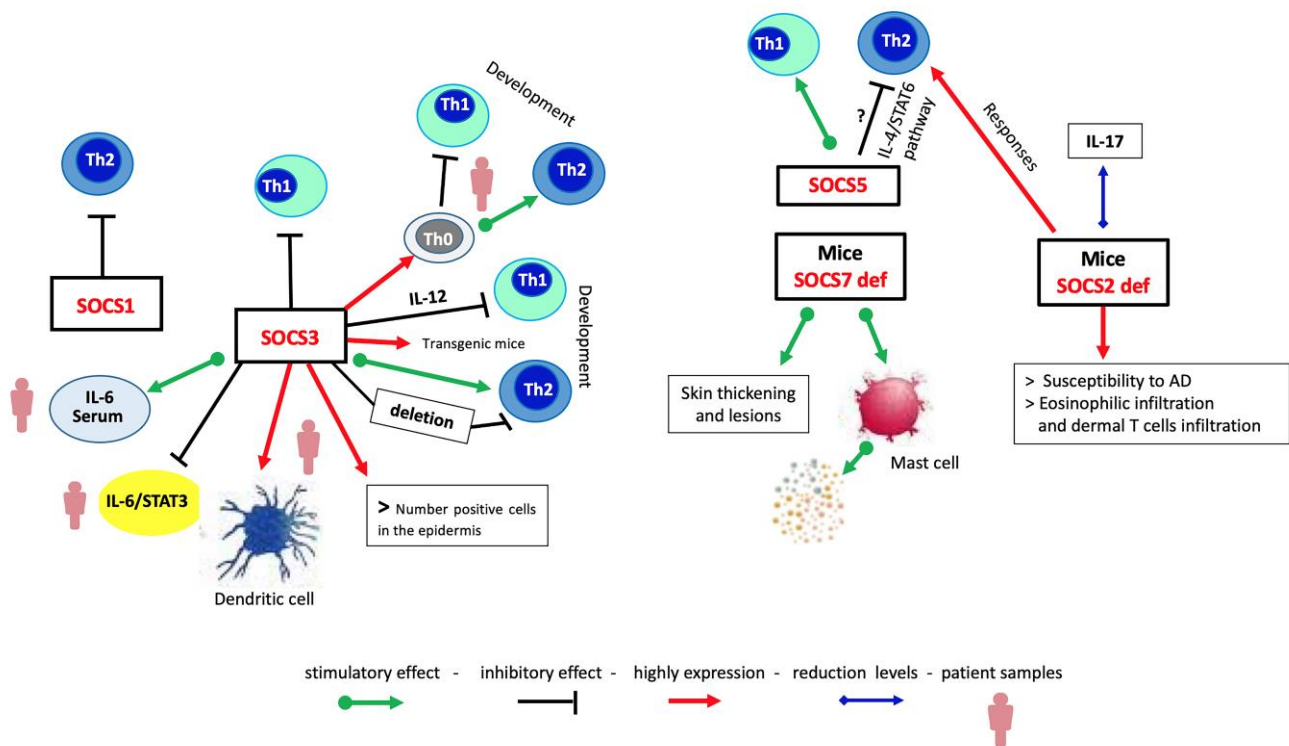 Th2
SOCS1
Th1
Th1
Development
Th2
Th0
IL-12
Th1
Development
SOCS3
Transgenic mice
Th2
deletion
IL-6
Serum
IL-6/STAT3
Dendritic cell
> Number positive cells
in the epidermis
Th1
Th2
?
IL-4/STAT6
pathway
Responses
IL-17
SOCS5
Mice
SOCS7 def
Mice
SOCS2 def
Skin thickening
and lesions
Mast cell
> Susceptibility to AD
> Eosinophilic infiltration
and dermal T cells infiltration
stimulatory effect - inhibitory effect - highly expression - reduction levels - patient samples